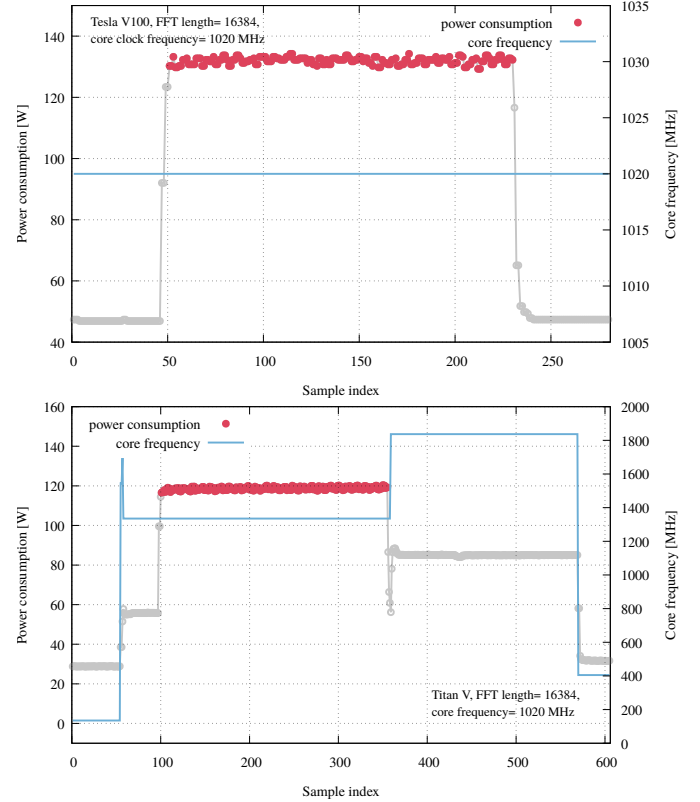 Tesla V100, FFT length= 16384,
core clock frequency= 1020 MHz
power consumption
core frequency
Power consumption [W]
40
60
80
100
120
140
Core frequency [MHz]
1005
1010
1015
1020
1025
1030
1035
0 50 100 150 200 250
Sample index
power consumption
core frequency
Power consumption [W]
0
20
40
60
80
100
120
140
160
Core frequency [MHz]
0
200
400
600
800
1000
1200
1400
1600
1800
2000
Titan V, FFT length= 16384,
core frequency= 1020 MHz
0 100 200 300 400 500 600
Sample index